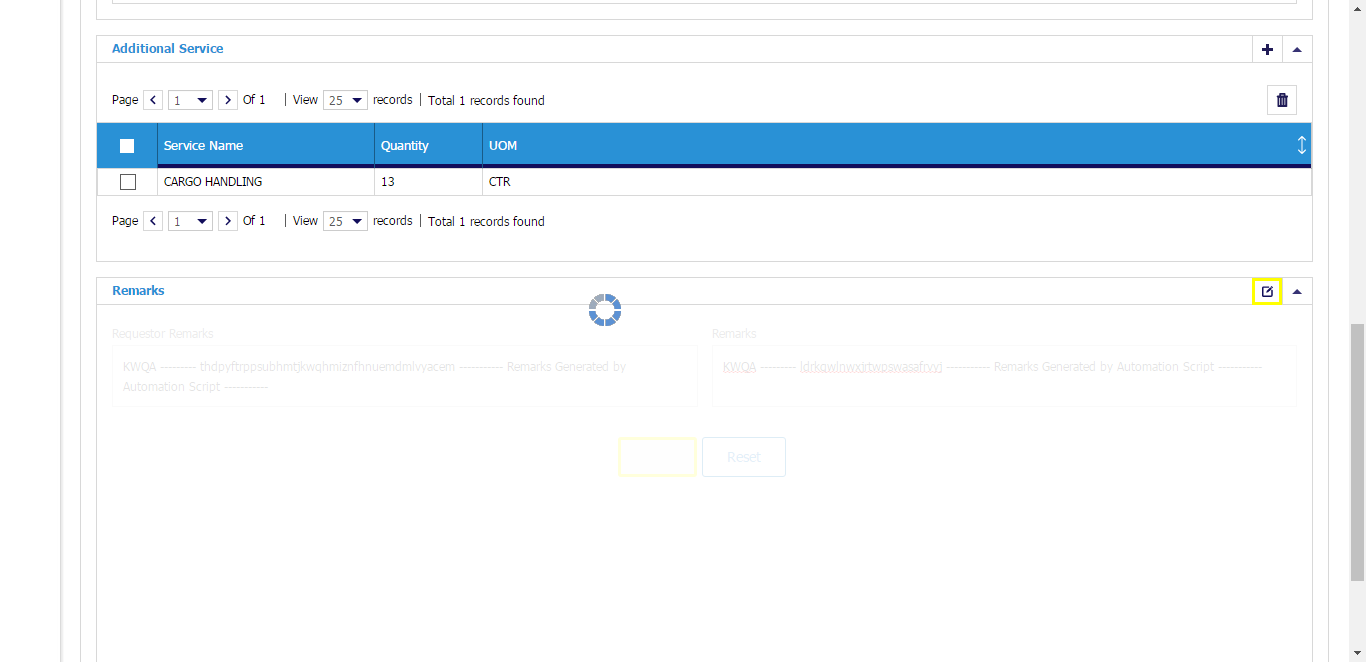 Additional Service
Page 1 Of 1 | View 25 records | Total 1 records found
Service Name Quantity UOM
CARGO HANDLING 13 CTR
Page 1 Of 1 | View 25 records | Total 1 records found
Remarks
Requestor Remarks Remarks
KWQA --------- thdpyftrppsubhmtjkwqhmiznfhnuemdmlvyacem ----------- Remarks Generated by
Automation Script -----------
KWQA --------- ----------- Remarks Generated by Automation Script -----------
Reset